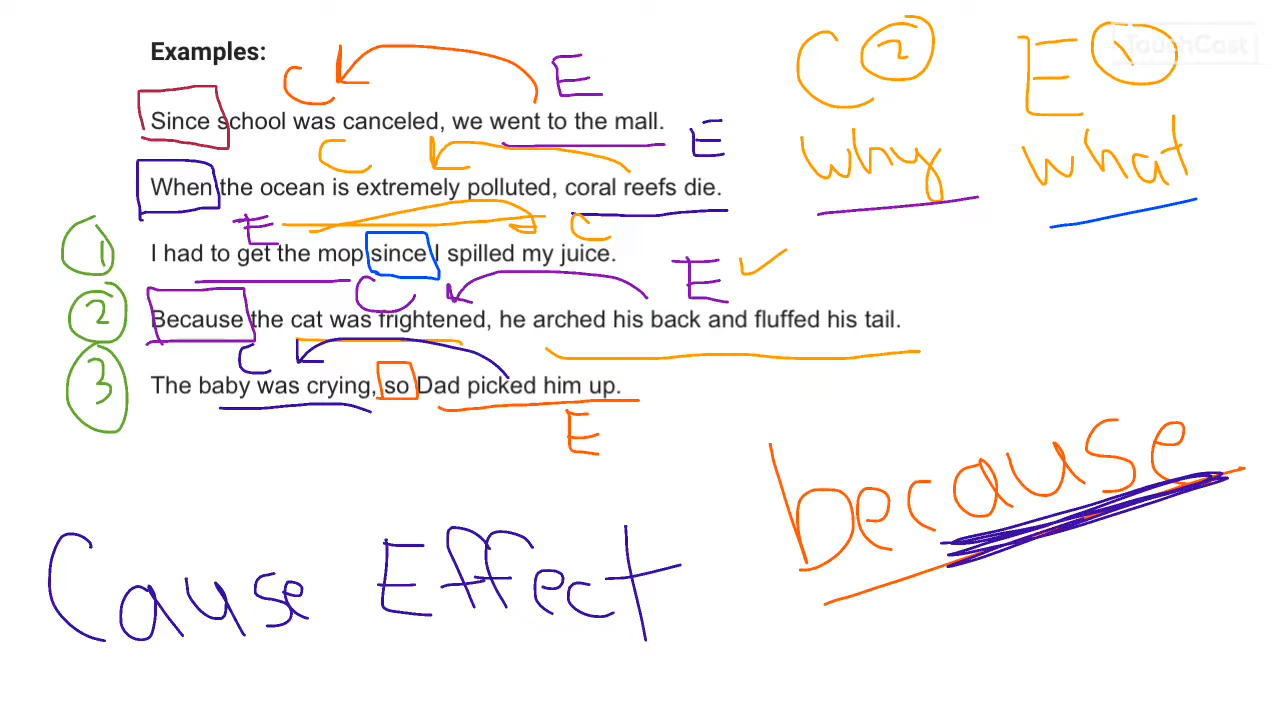 Examples:
C E
Since school was canceled, we went to the mall.
C E
When the ocean is extremely polluted, coral reefs die.
E C
1 I had to get the mop since I spilled my juice.
C E
2 Because the cat was frightened, he arched his back and fluffed his tail.
C
3 The baby was crying, so Dad picked him up.
E
C 2 E 1
why what
TouchCast
because
Cause Effect